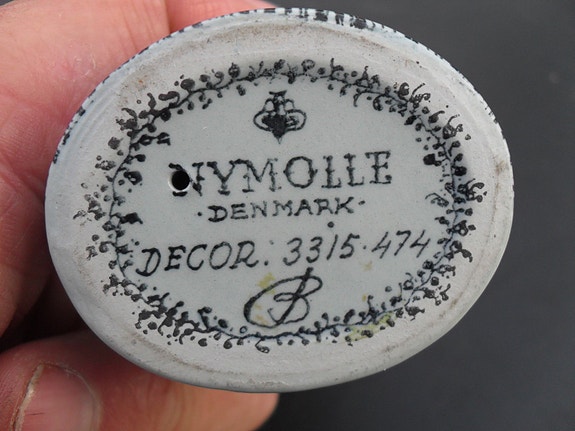 NYMOLLE
·DENMARK·
DECOR: 3315·474
B